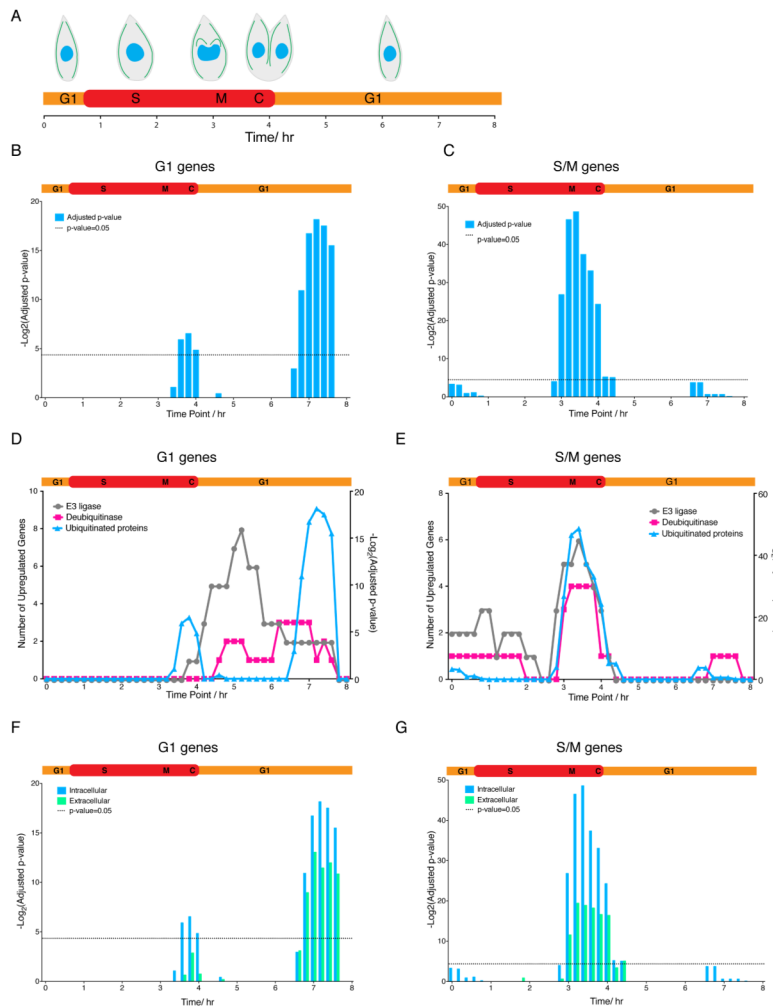 A
G1 S M C G1
0 1 2 3 4 5 6 7 8
Time/ hr
B
G1 genes
G1 S M C G1
Adjusted p-value
p-value=0.05
-Log2(Adjusted p-value)
20
15
10
5
0
0 1 2 3 4 5 6 7 8
Time Point / hr
C
S/M genes
G1 S M C G1
Adjusted p-value
p-value=0.05
-Log2(Adjusted p-value)
50
40
30
20
10
0
0 1 2 3 4 5 6 7 8
Time Point / hr
D
G1 genes
G1 S M C G1
E3 ligase
Deubiquitinase
Ubiquitinated proteins
Number of Upregulated Genes
10
8
6
4
2
0
20
15
10
5
0
-Log2(Adjusted p-value)
0 1 2 3 4 5 6 7 8
Time Point / hr
E
S/M genes
G1 S M C G1
E3 ligase
Deubiquitinase
Ubiquitinated proteins
Number of Upregulated Genes
8
6
4
2
0
60
40
20
0
0 1 2 3 4 5 6 7 8
Time Point / hr
F
G1 genes
G1 S M C G1
Intracellular
Extracellular
p-value=0.05
-Log2(Adjusted p-value)
20
15
10
5
0
0 1 2 3 4 5 6 7 8
Time/ hr
G
S/M genes
G1 S M C G1
Intracellular
Extracellular
p-value=0.05
-Log2(Adjusted p-value)
50
40
30
20
10
0
0 1 2 3 4 5 6 7 8
Time/ hr